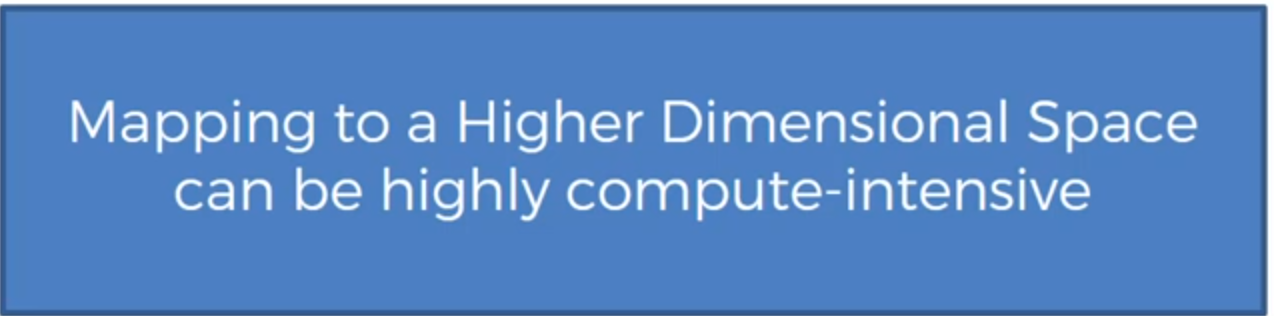 Mapping to a Higher Dimensional Space
can be highly compute-intensive